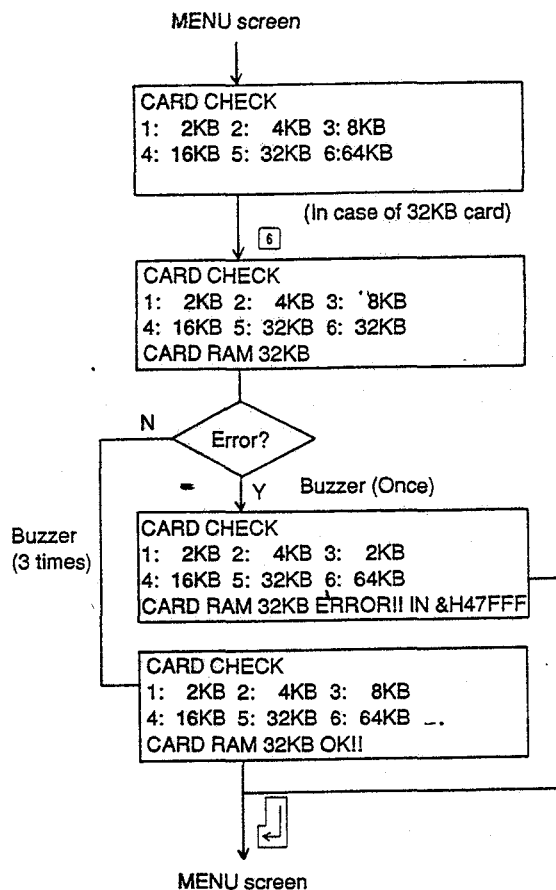 MENU screen
CARD CHECK
1: 2KB 2: 4KB 3: 8KB
4: 16KB 5: 32KB 6:64KB
(In case of 32KB card)
6
CARD CHECK
1: 2KB 2: 4KB 3: 8KB
4: 16KB 5: 32KB 6: 32KB
CARD RAM 32KB
N
Error?
Y
Buzzer (Once)
Buzzer
(3 times)
CARD CHECK
1: 2KB 2: 4KB 3: 2KB
4: 16KB 5: 32KB 6: 64KB
CARD RAM 32KB ERROR!! IN &H47FFF
CARD CHECK
1: 2KB 2: 4KB 3: 8KB
4: 16KB 5: 32KB 6: 64KB
CARD RAM 32KB OK!!
MENU screen